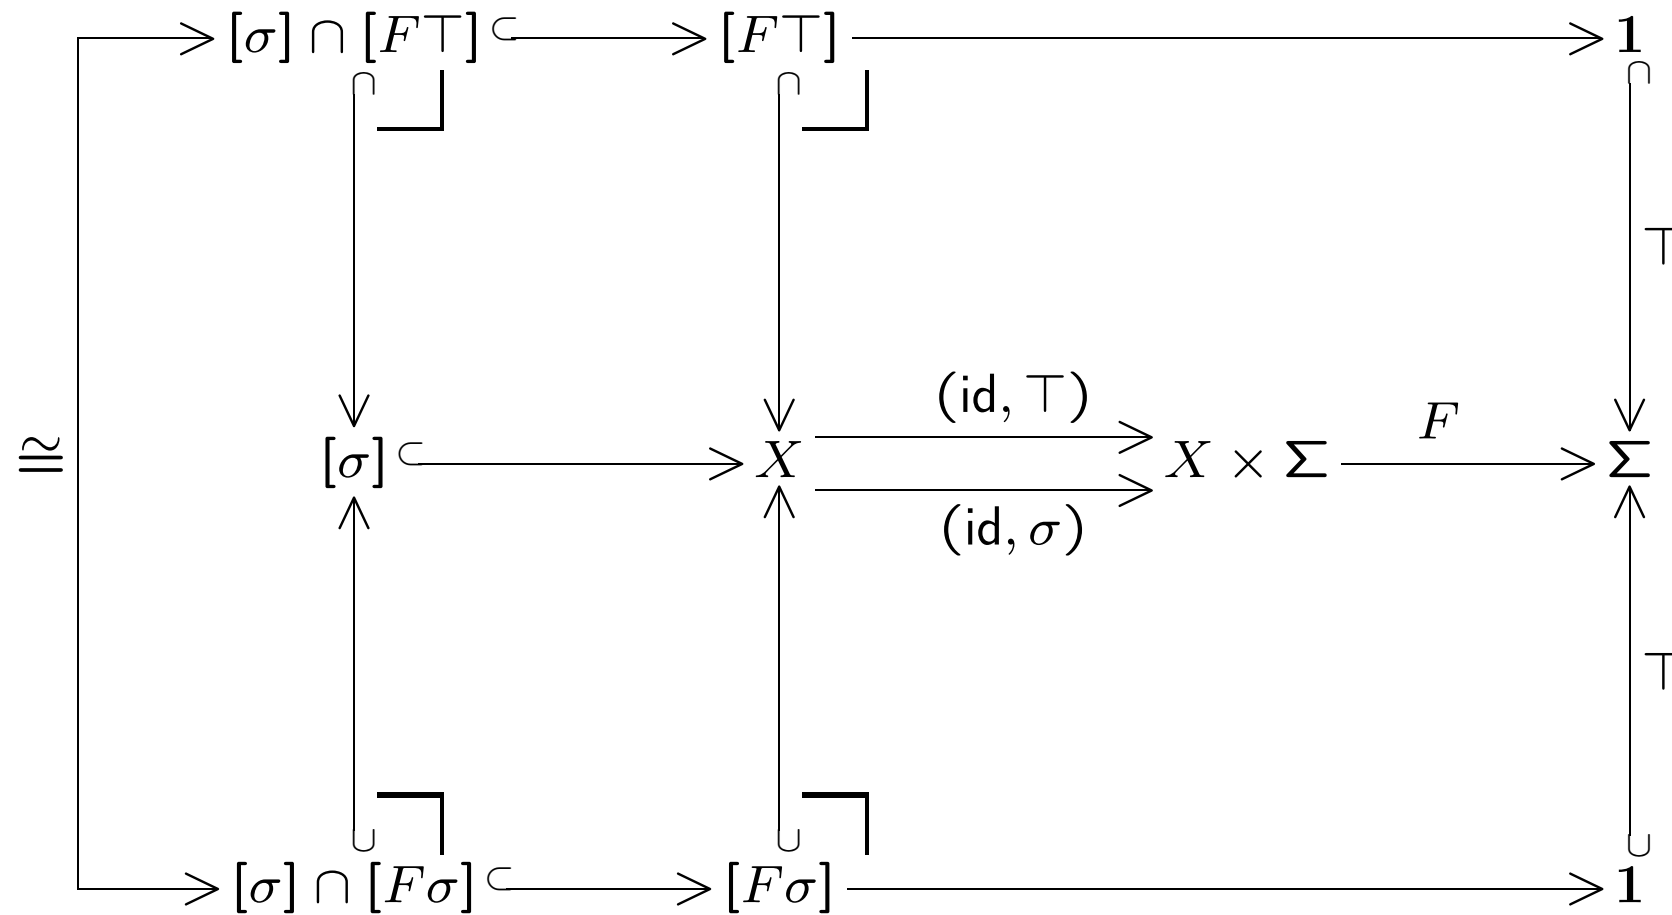 [σ] ∩ [F⊤] [F⊤] 1
⊤
(id, ⊤)
F
≅ [σ] X X × Σ Σ
(id, σ)
⊤
[σ] ∩ [Fσ] [Fσ] 1